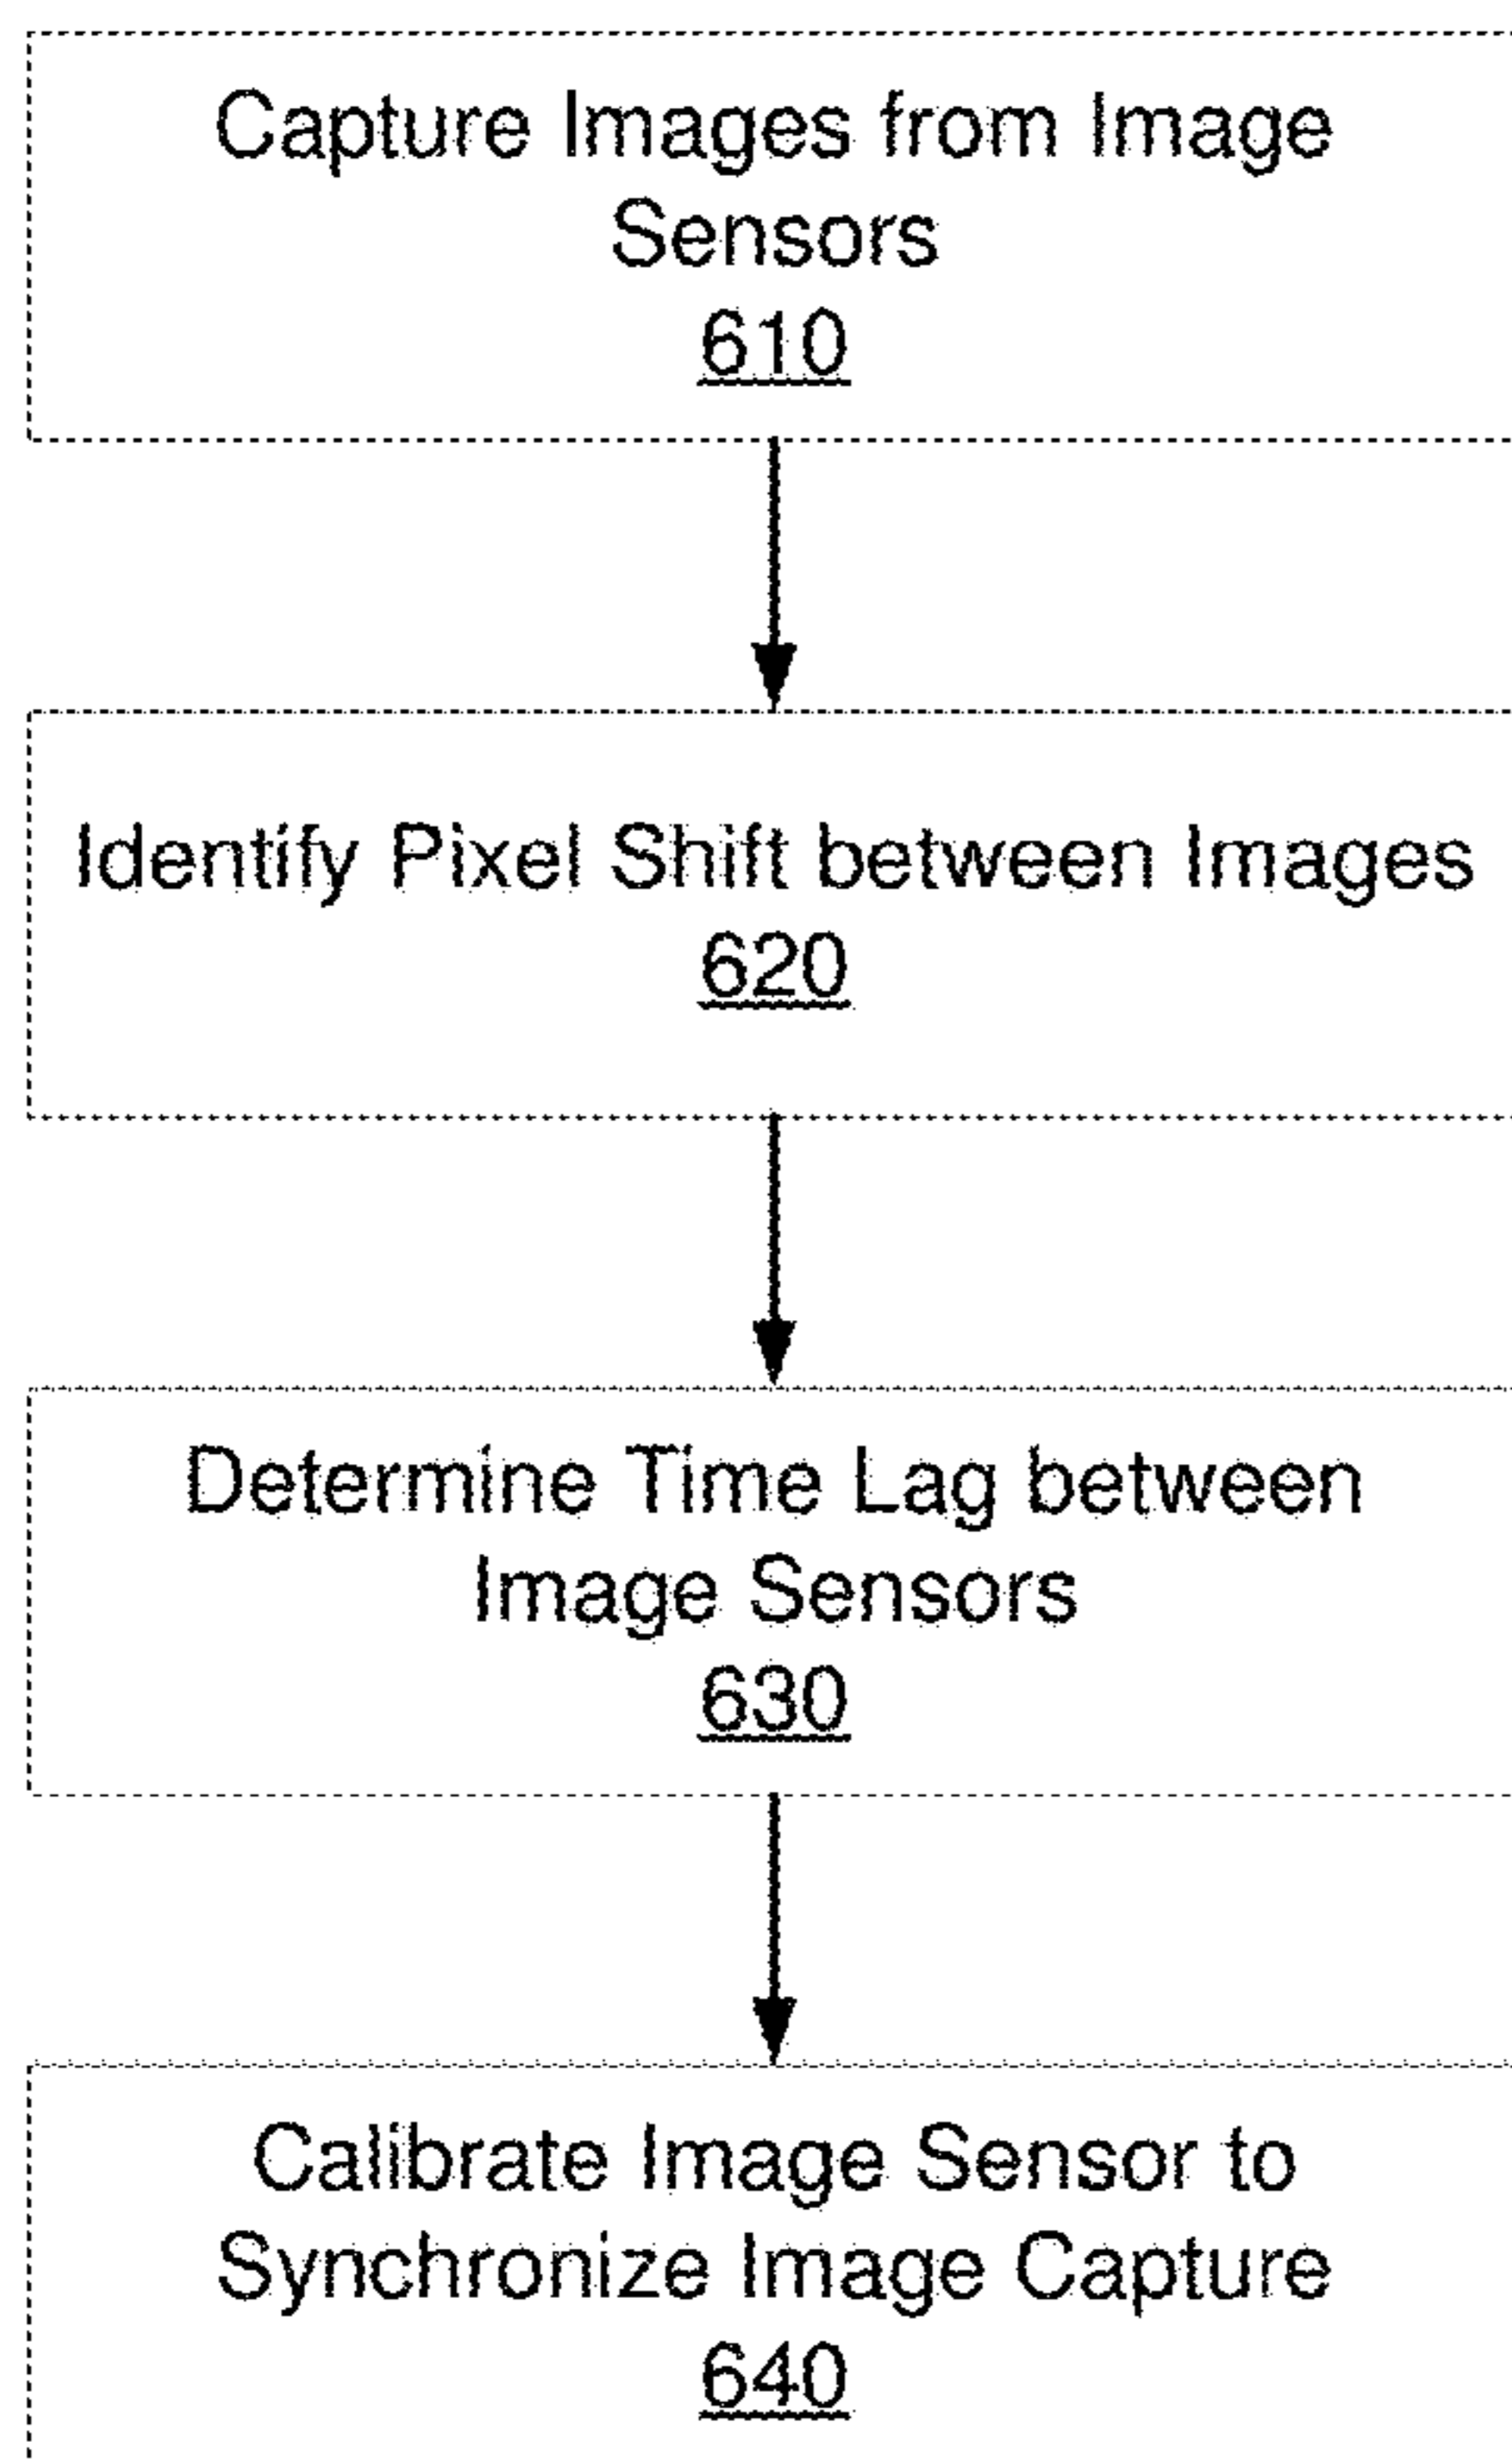 Capture Images from Image
Sensors
610
Identify Pixel Shift between Images
620
Determine Time Lag between
Image Sensors
630
Calibrate Image Sensor to
Synchronize Image Capture
640